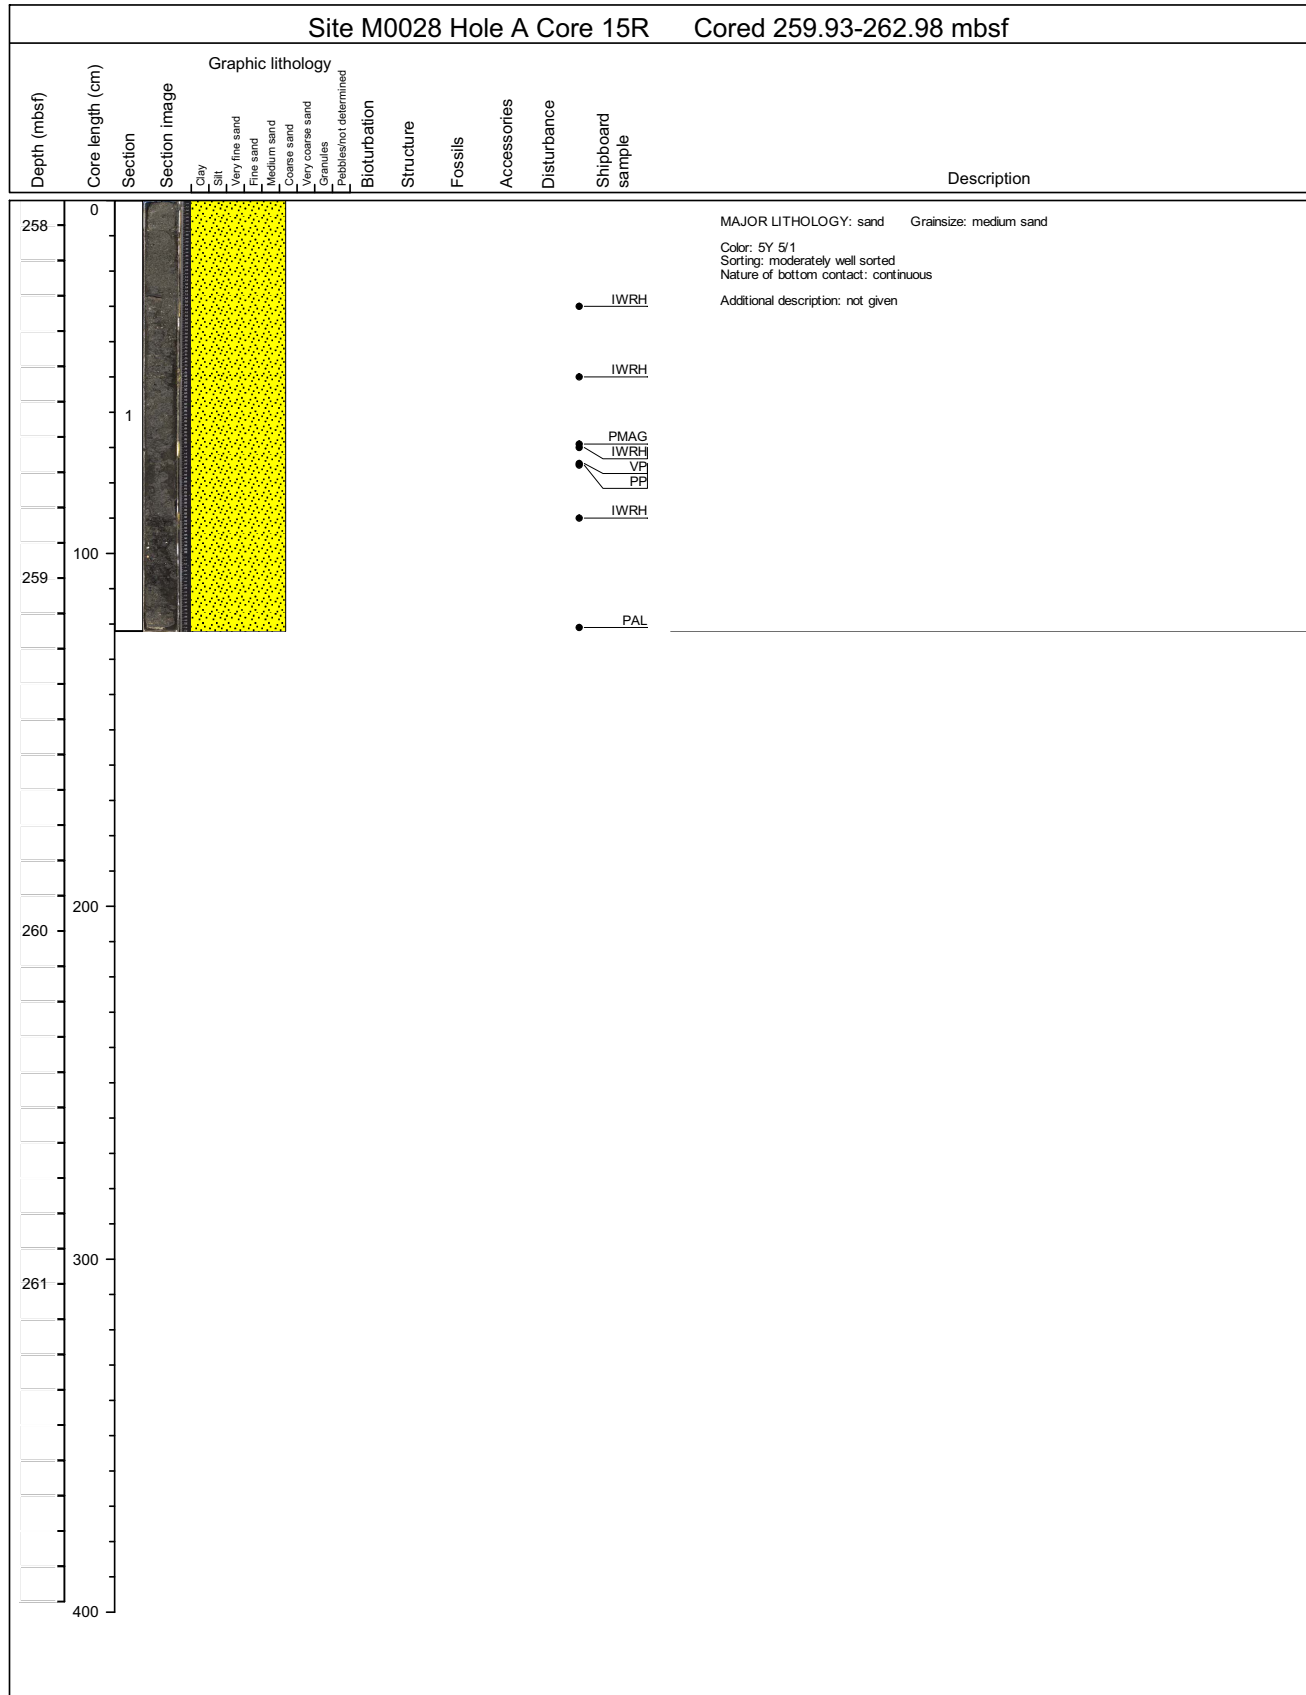 Site M0028 Hole A Core 15R Cored 259.93-262.98 mbsf
Depth (mbsf)
Core length (cm)
Section
Section image
Graphic lithology
Clay
Silt
Very fine sand
Fine sand
Medium sand
Coarse sand
Very coarse sand
Granules
Pebbles/not determined
Bioturbation
Structure
Fossils
Accessories
Disturbance
Shipboard
sample
Description
0
258
MAJOR LITHOLOGY: sand Grainsize: medium sand
Color: 5Y 5/1
Sorting: moderately well sorted
Nature of bottom contact: continuous
Additional description: not given
IWRH
IWRH
1
PMAG
IWRH
VP
PP
IWRH
100
259
PAL
200
260
300
261
400